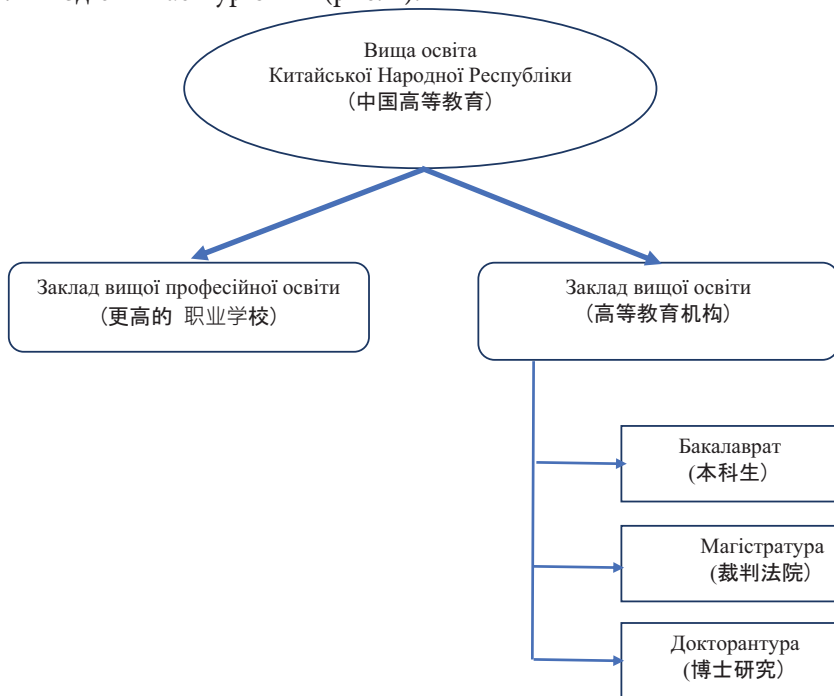 Вища освіта
Китайської Народної Республіки
(中国高等教育)
Заклад вищої професійної освіти
(更高的 职业学校)
Заклад вищої освіти
(高等教育机构)
Бакалаврат
(本科生)
Магістратура
(裁判法院)
Докторантура
(博士研究)